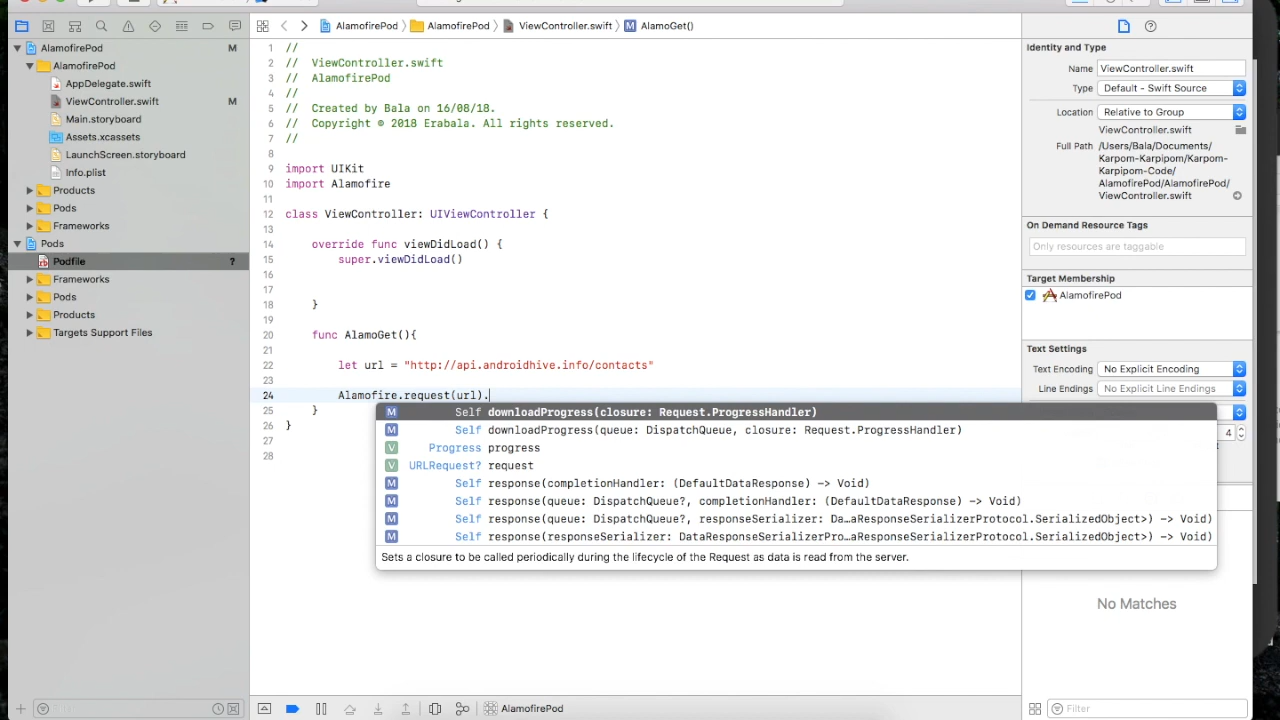 AlamofirePod
AlamofirePod
ViewController.swift
AlamoGet()
AlamofirePod M
AlamofirePod
AppDelegate.swift
ViewController.swift M
Main.storyboard
Assets.xcassets
LaunchScreen.storyboard
Info.plist
Products
Pods
Frameworks
Pods
Podfile ?
Frameworks
Pods
Products
Targets Support Files
1 //
2 // ViewController.swift
3 // AlamofirePod
4 //
5 // Created by Bala on 16/08/18.
6 // Copyright © 2018 Erabala. All rights reserved.
7 //
8
9 import UIKit
10 import Alamofire
11
12 class ViewController: UIViewController {
13
14 override func viewDidLoad() {
15 super.viewDidLoad()
16
17
18 }
19
20 func AlamoGet(){
21
22 let url = "http://api.androidhive.info/contacts"
23
24 Alamofire.request(url).
25 }
26 }
27
28
M Self downloadProgress(closure: Request.ProgressHandler)
M Self downloadProgress(queue: DispatchQueue, closure: Request.ProgressHandler)
V Progress progress
V URLRequest? request
M Self response(completionHandler: (DefaultDataResponse) -> Void)
M Self response(queue: DispatchQueue?, completionHandler: (DefaultDataResponse) -> Void)
M Self response(queue: DispatchQueue?, responseSerializer: Da…aResponseSerializerProtocol.SerializedObject>) -> Void)
M Self response(responseSerializer: DataResponseSerializerPro…aResponseSerializerProtocol.SerializedObject>) -> Void)
Sets a closure to be called periodically during the lifecycle of the Request as data is read from the server.
Identity and Type
Name ViewController.swift
Type Default - Swift Source
Location Relative to Group
ViewController.swift
Full Path /Users/Bala/Documents/
Karpom-Karpipom/Karpom-
Karpipom-Code/
AlamofirePod/AlamofirePod/
ViewController.swift
On Demand Resource Tags
Only resources are taggable
Target Membership
AlamofirePod
Text Settings
Text Encoding No Explicit Encoding
Line Endings No Explicit Line Endings
4
No Matches
AlamofirePod
Filter